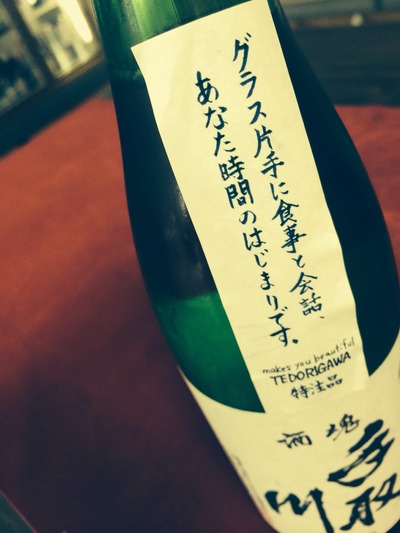 グラス片手に食事と会話、
あなた時間のはじまりです。
makes you beautiful
TEDORIGAWA
特注品
酒魂
手取川